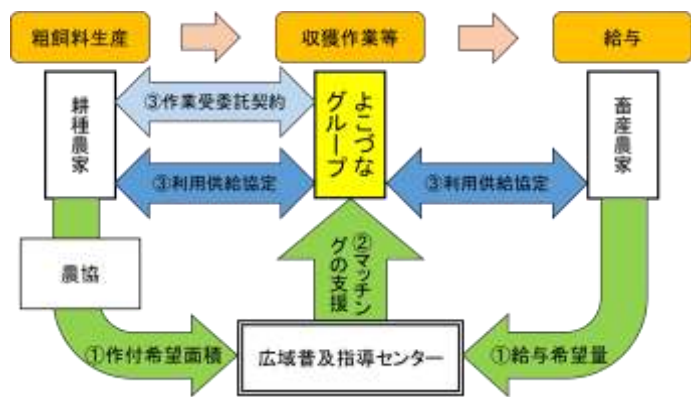 粗飼料生産
収穫作業等
給与
耕種農家
③作業受委託契約
よこづな
グループ
畜産農家
③利用供給協定
③利用供給協定
農協
②マッチン
グの支援
①作付希望面積
広域普及指導センター
①給与希望量